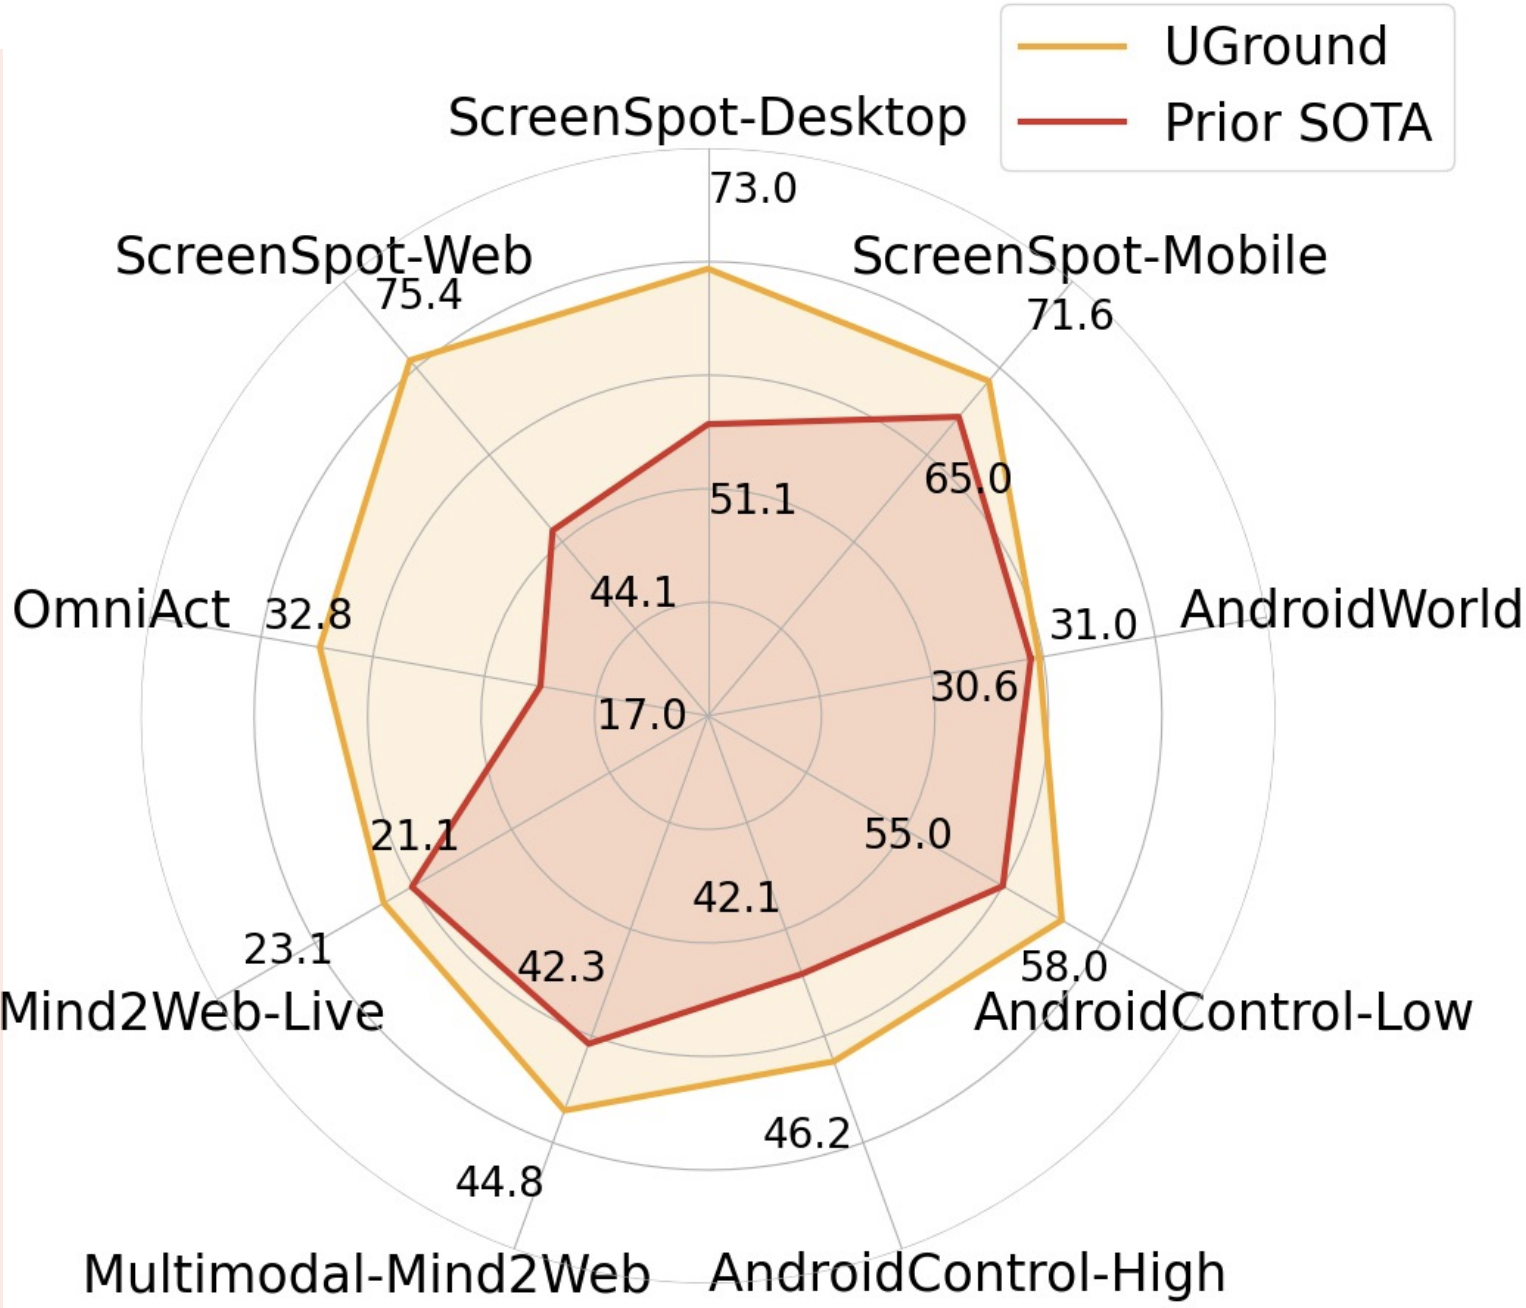 UGround
Prior SOTA
ScreenSpot-Desktop
73.0
ScreenSpot-Web
ScreenSpot-Mobile
75.4
71.6
65.0
51.1
44.1
OmniAct
32.8
AndroidWorld
31.0
30.6
17.0
21.1
55.0
42.1
23.1
42.3
58.0
Mind2Web-Live
AndroidControl-Low
46.2
44.8
Multimodal-Mind2Web
AndroidControl-High